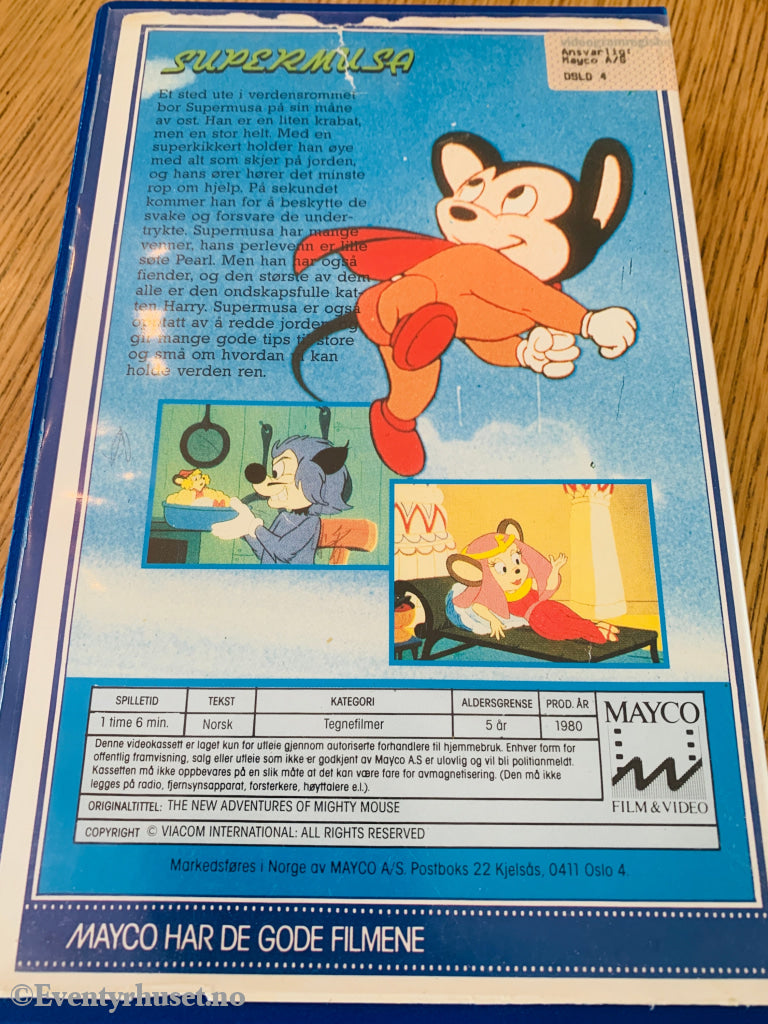 SUPERMUSA
videogramregister
Ansvarlig:
Mayco A/S
OSLO 4
Et sted ute i verdensrommet
bor Supermusa på sin måne
av ost. Han er en liten krabat,
men en stor helt. Med en
superkikkert holder han øye
med alt som skjer på jorden,
og hans ører hører det minste
rop om hjelp. På sekundet
kommer han for å beskytte de
svake og forsvare de under-
trykte. Supermusa har mange
venner, hans perlevenn er lille
søte Pearl. Men han har også
fiender, og den største av dem
alle er den ondskapsfulle kat-
ten Harry. Supermusa er også
opptatt av å redde jorden og
gir mange gode tips til store
og små om hvordan vi kan
holde verden ren.
SPILLETID TEKST KATEGORI ALDERSGRENSE PROD. ÅR
1 time 6 min. Norsk Tegnefilmer 5 år 1980
Denne videokassett er laget kun for utleie gjennom autoriserte forhandlere til hjemmebruk. Enhver form for
offentlig framvisning, salg eller utleie som ikke er godkjent av Mayco A.S er ulovlig og vil bli politianmeldt.
Kassetten må ikke oppbevares på en slik måte at det kan være fare for avmagnetisering. (Den må ikke
legges på radio, fjernsynsapparat, forsterkere, høyttalere e.l.).
ORIGINALTITTEL: THE NEW ADVENTURES OF MIGHTY MOUSE
COPYRIGHT © VIACOM INTERNATIONAL: ALL RIGHTS RESERVED
MAYCO
FILM & VIDEO
Markedsføres i Norge av MAYCO A/S. Postboks 22 Kjelsås, 0411 Oslo 4.
MAYCO HAR DE GODE FILMENE
©Eventyrhuset.no